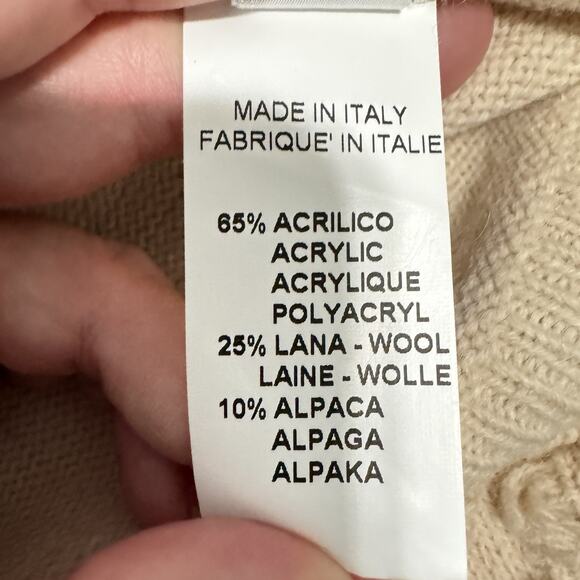 MADE IN ITALY
FABRIQUE' IN ITALIE
65% ACRILICO
ACRYLIC
ACRYLIQUE
POLYACRYL
25% LANA - WOOL
LAINE - WOLLE
10% ALPACA
ALPAGA
ALPAKA